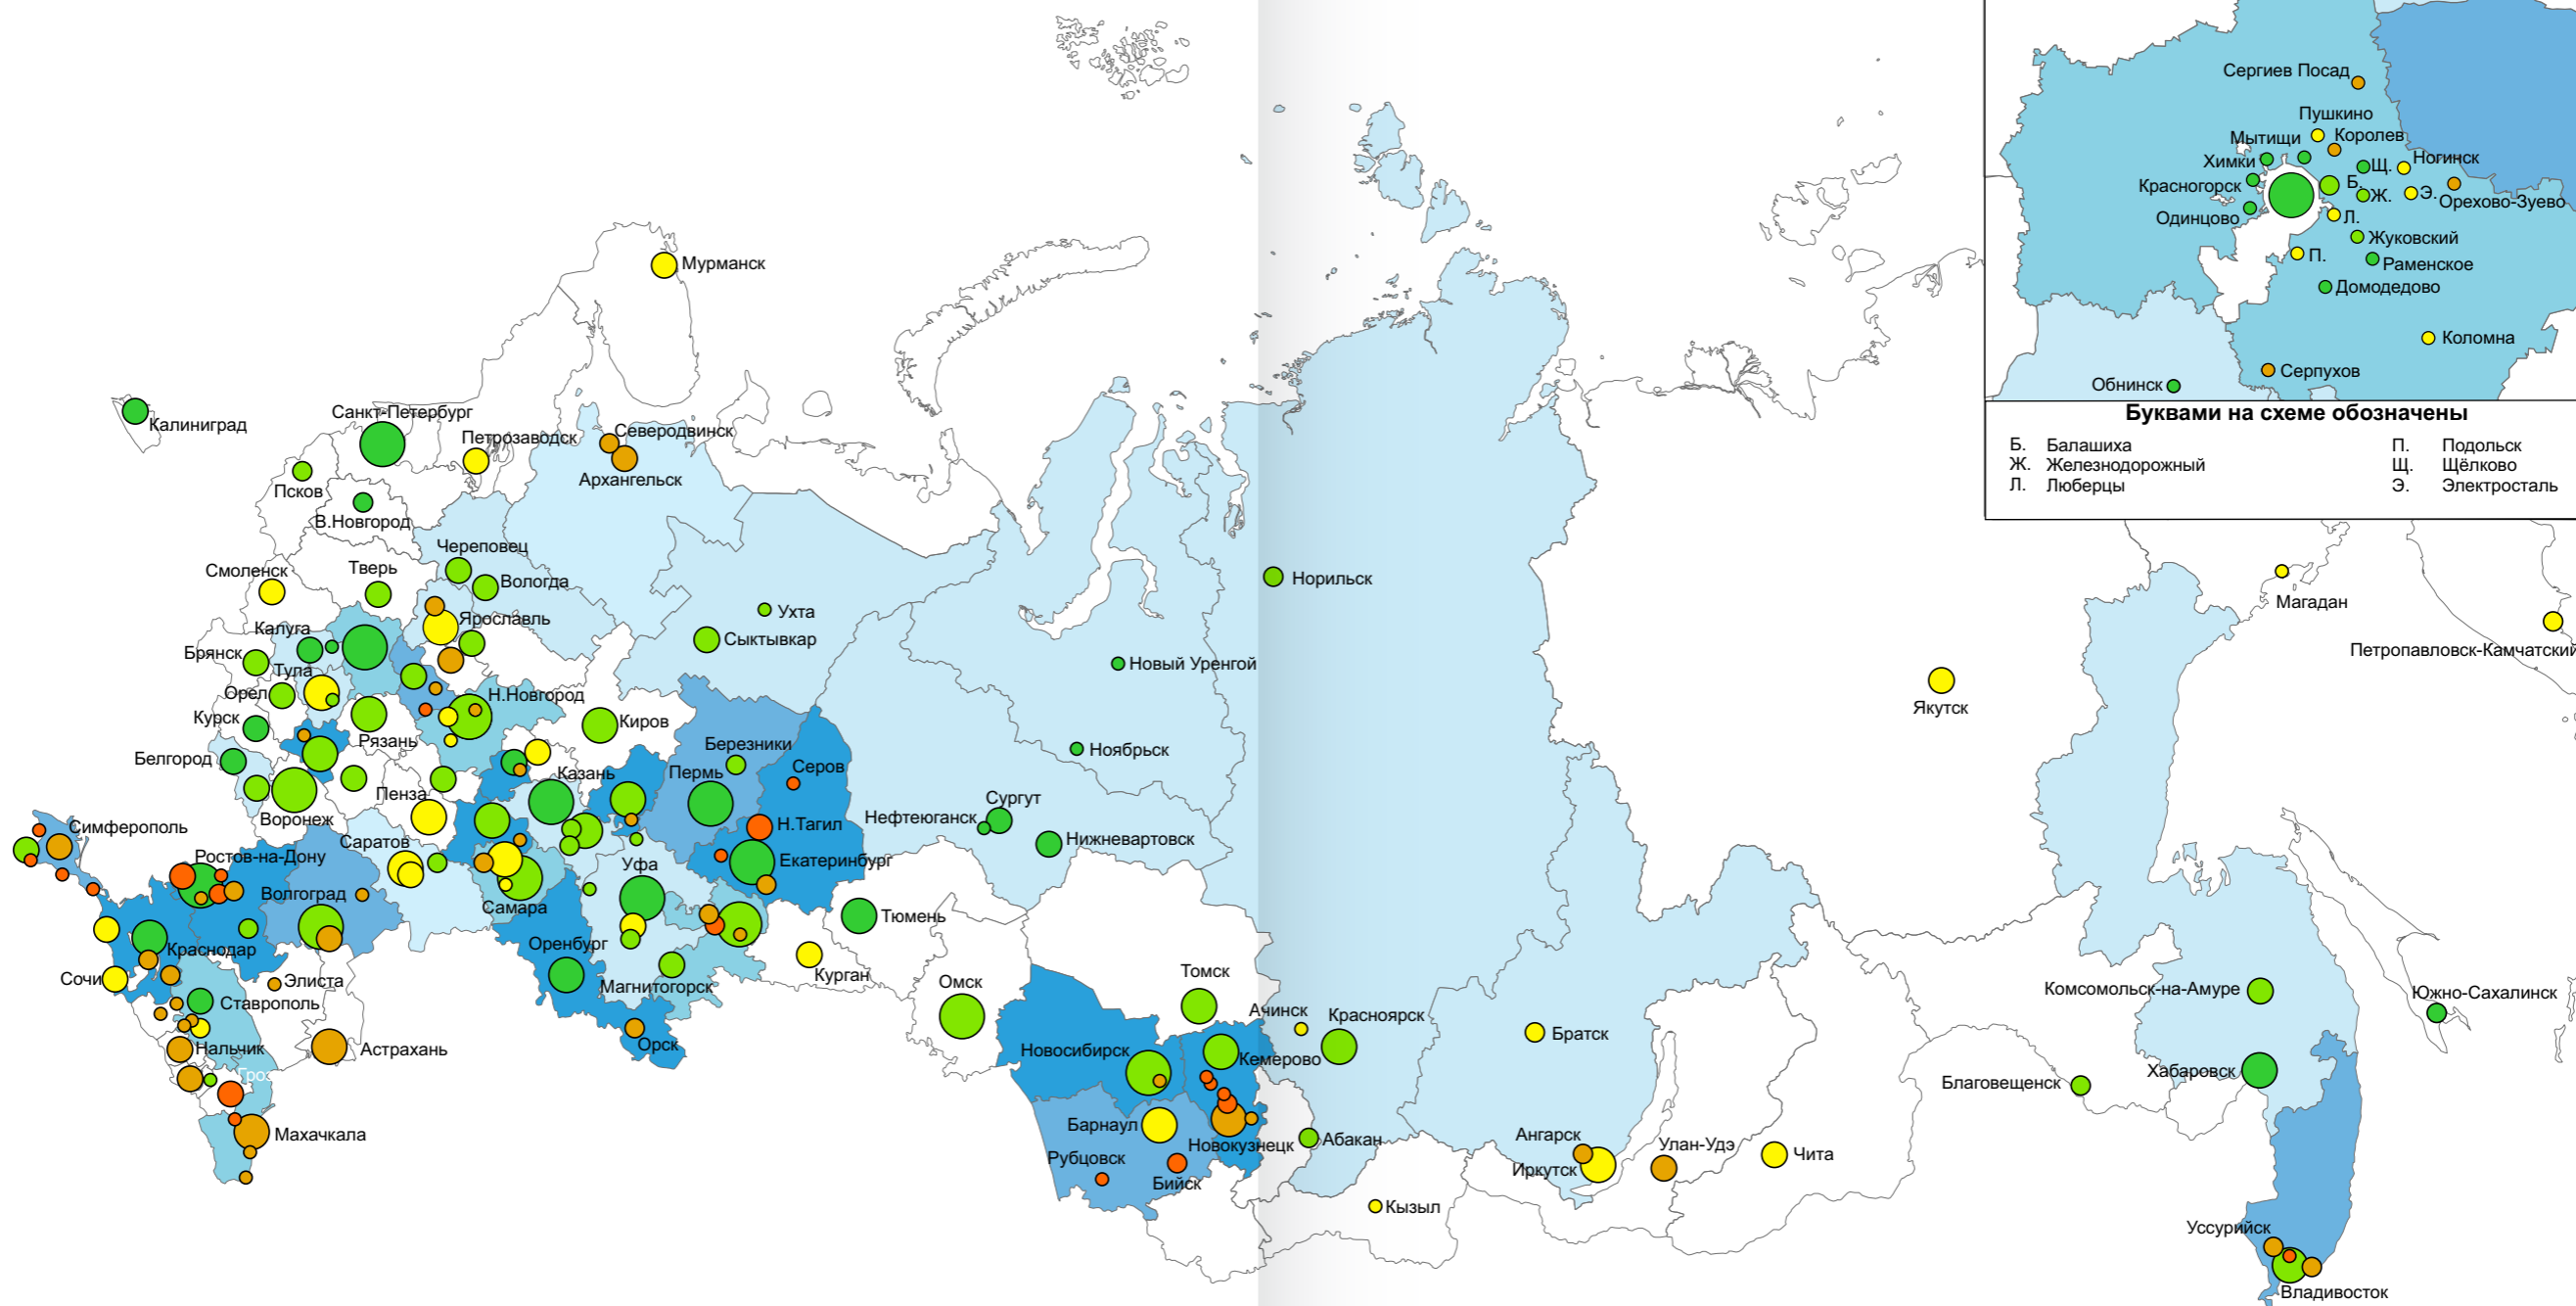 Сергиев Посад
Пушкино
Мытищи
Королев
Химки
Щ.
Ногинск
Красногорск
Б.
Ж.
Э.
Орехово-Зуево
Одинцово
Л.
Жуковский
П.
Раменское
Домодедово
Коломна
Серпухов
Обнинск
Буквами на схеме обозначены
Б. Балашиха
П. Подольск
Ж. Железнодорожный
Щ. Щёлково
Л. Люберцы
Э. Электросталь
Мурманск
Калиниград
Санкт-Петербург
Петрозаводск
Северодвинск
Архангельск
Псков
В.Новгород
Череповец
Вологда
Смоленск
Тверь
Норильск
Магадан
Ухта
Ярославль
Калуга
Сыктывкар
Брянск
Тула
Новый Уренгой
Петропавловск-Камчатский
Орел
Н.Новгород
Якутск
Курск
Киров
Рязань
Березники
Ноябрьск
Белгород
Казань
Пермь
Серов
Пенза
Сургут
Воронеж
Нефтеюганск
Симферополь
Н.Тагил
Саратов
Нижневартовск
Ростов-на-Дону
Уфа
Екатеринбург
Волгоград
Самара
Тюмень
Краснодар
Оренбург
Курган
Сочи
Элиста
Магнитогорск
Омск
Томск
Комсомольск-на-Амуре
Южно-Сахалинск
Ставрополь
Ачинск
Красноярск
Братск
Орск
Нальчик
Астрахань
Новосибирск
Кемерово
Хабаровск
Гроз
Благовещенск
Барнаул
Махачкала
Новокузнецк
Абакан
Ангарск
Улан-Удэ
Чита
Рубцовск
Иркутск
Бийск
Кызыл
Уссурийск
Владивосток